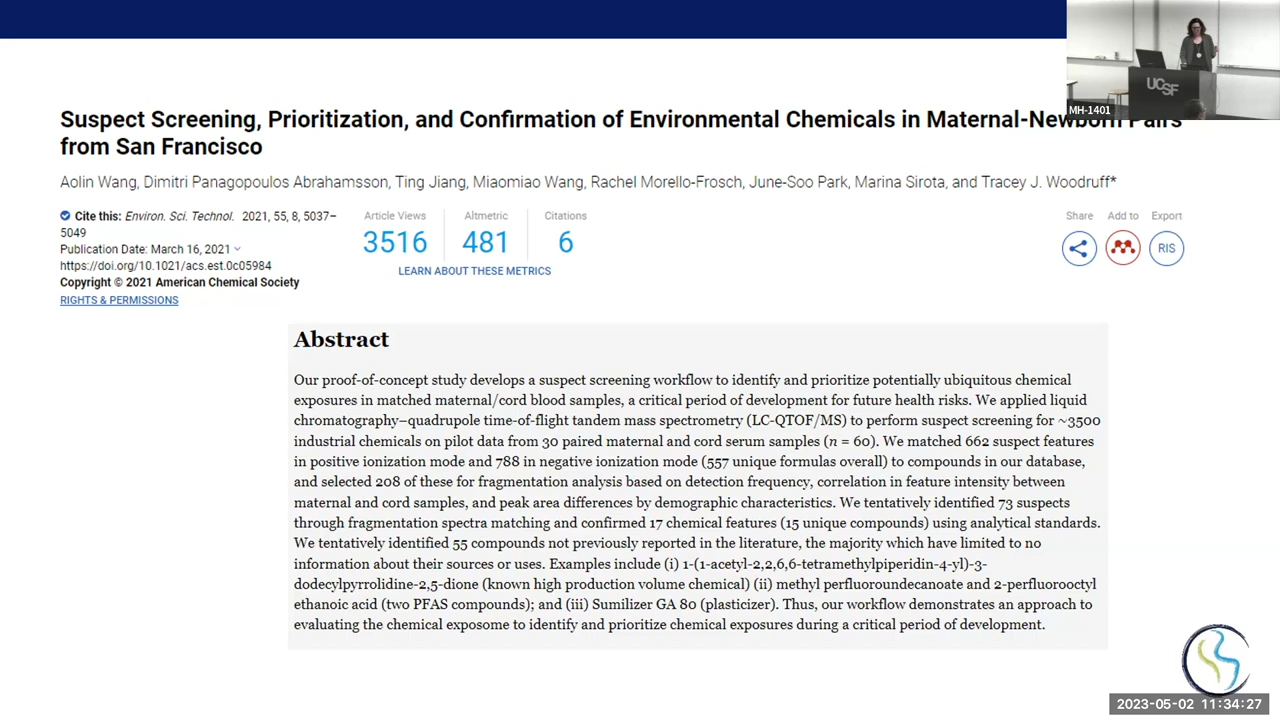 Suspect Screening, Prioritization, and Confirmation of Environmental Chemicals in Maternal-Newborn Pairs
from San Francisco
Aolin Wang, Dimitri Panagopoulos Abrahamsson, Ting Jiang, Miaomiao Wang, Rachel Morello-Frosch, June-Soo Park, Marina Sirota, and Tracey J. Woodruff*
Cite this: Environ. Sci. Technol. 2021, 55, 8, 5037–
5049
Publication Date: March 16, 2021
https://doi.org/10.1021/acs.est.0c05984
Copyright © 2021 American Chemical Society
RIGHTS & PERMISSIONS
Article Views
3516
Altmetric
481
Citations
6
LEARN ABOUT THESE METRICS
Share
Add to
Export
RIS
Abstract
Our proof-of-concept study develops a suspect screening workflow to identify and prioritize potentially ubiquitous chemical
exposures in matched maternal/cord blood samples, a critical period of development for future health risks. We applied liquid
chromatography–quadrupole time-of-flight tandem mass spectrometry (LC-QTOF/MS) to perform suspect screening for ~3500
industrial chemicals on pilot data from 30 paired maternal and cord serum samples (n = 60). We matched 662 suspect features
in positive ionization mode and 788 in negative ionization mode (557 unique formulas overall) to compounds in our database,
and selected 208 of these for fragmentation analysis based on detection frequency, correlation in feature intensity between
maternal and cord samples, and peak area differences by demographic characteristics. We tentatively identified 73 suspects
through fragmentation spectra matching and confirmed 17 chemical features (15 unique compounds) using analytical standards.
We tentatively identified 55 compounds not previously reported in the literature, the majority which have limited to no
information about their sources or uses. Examples include (i) 1-(1-acetyl-2,2,6,6-tetramethylpiperidin-4-yl)-3-
dodecylpyrrolidine-2,5-dione (known high production volume chemical) (ii) methyl perfluoroundecanoate and 2-perfluorooctyl
ethanoic acid (two PFAS compounds); and (iii) Sumilizer GA 80 (plasticizer). Thus, our workflow demonstrates an approach to
evaluating the chemical exposome to identify and prioritize chemical exposures during a critical period of development.
UCSF
MH-1401
2023-05-02 11:34:27